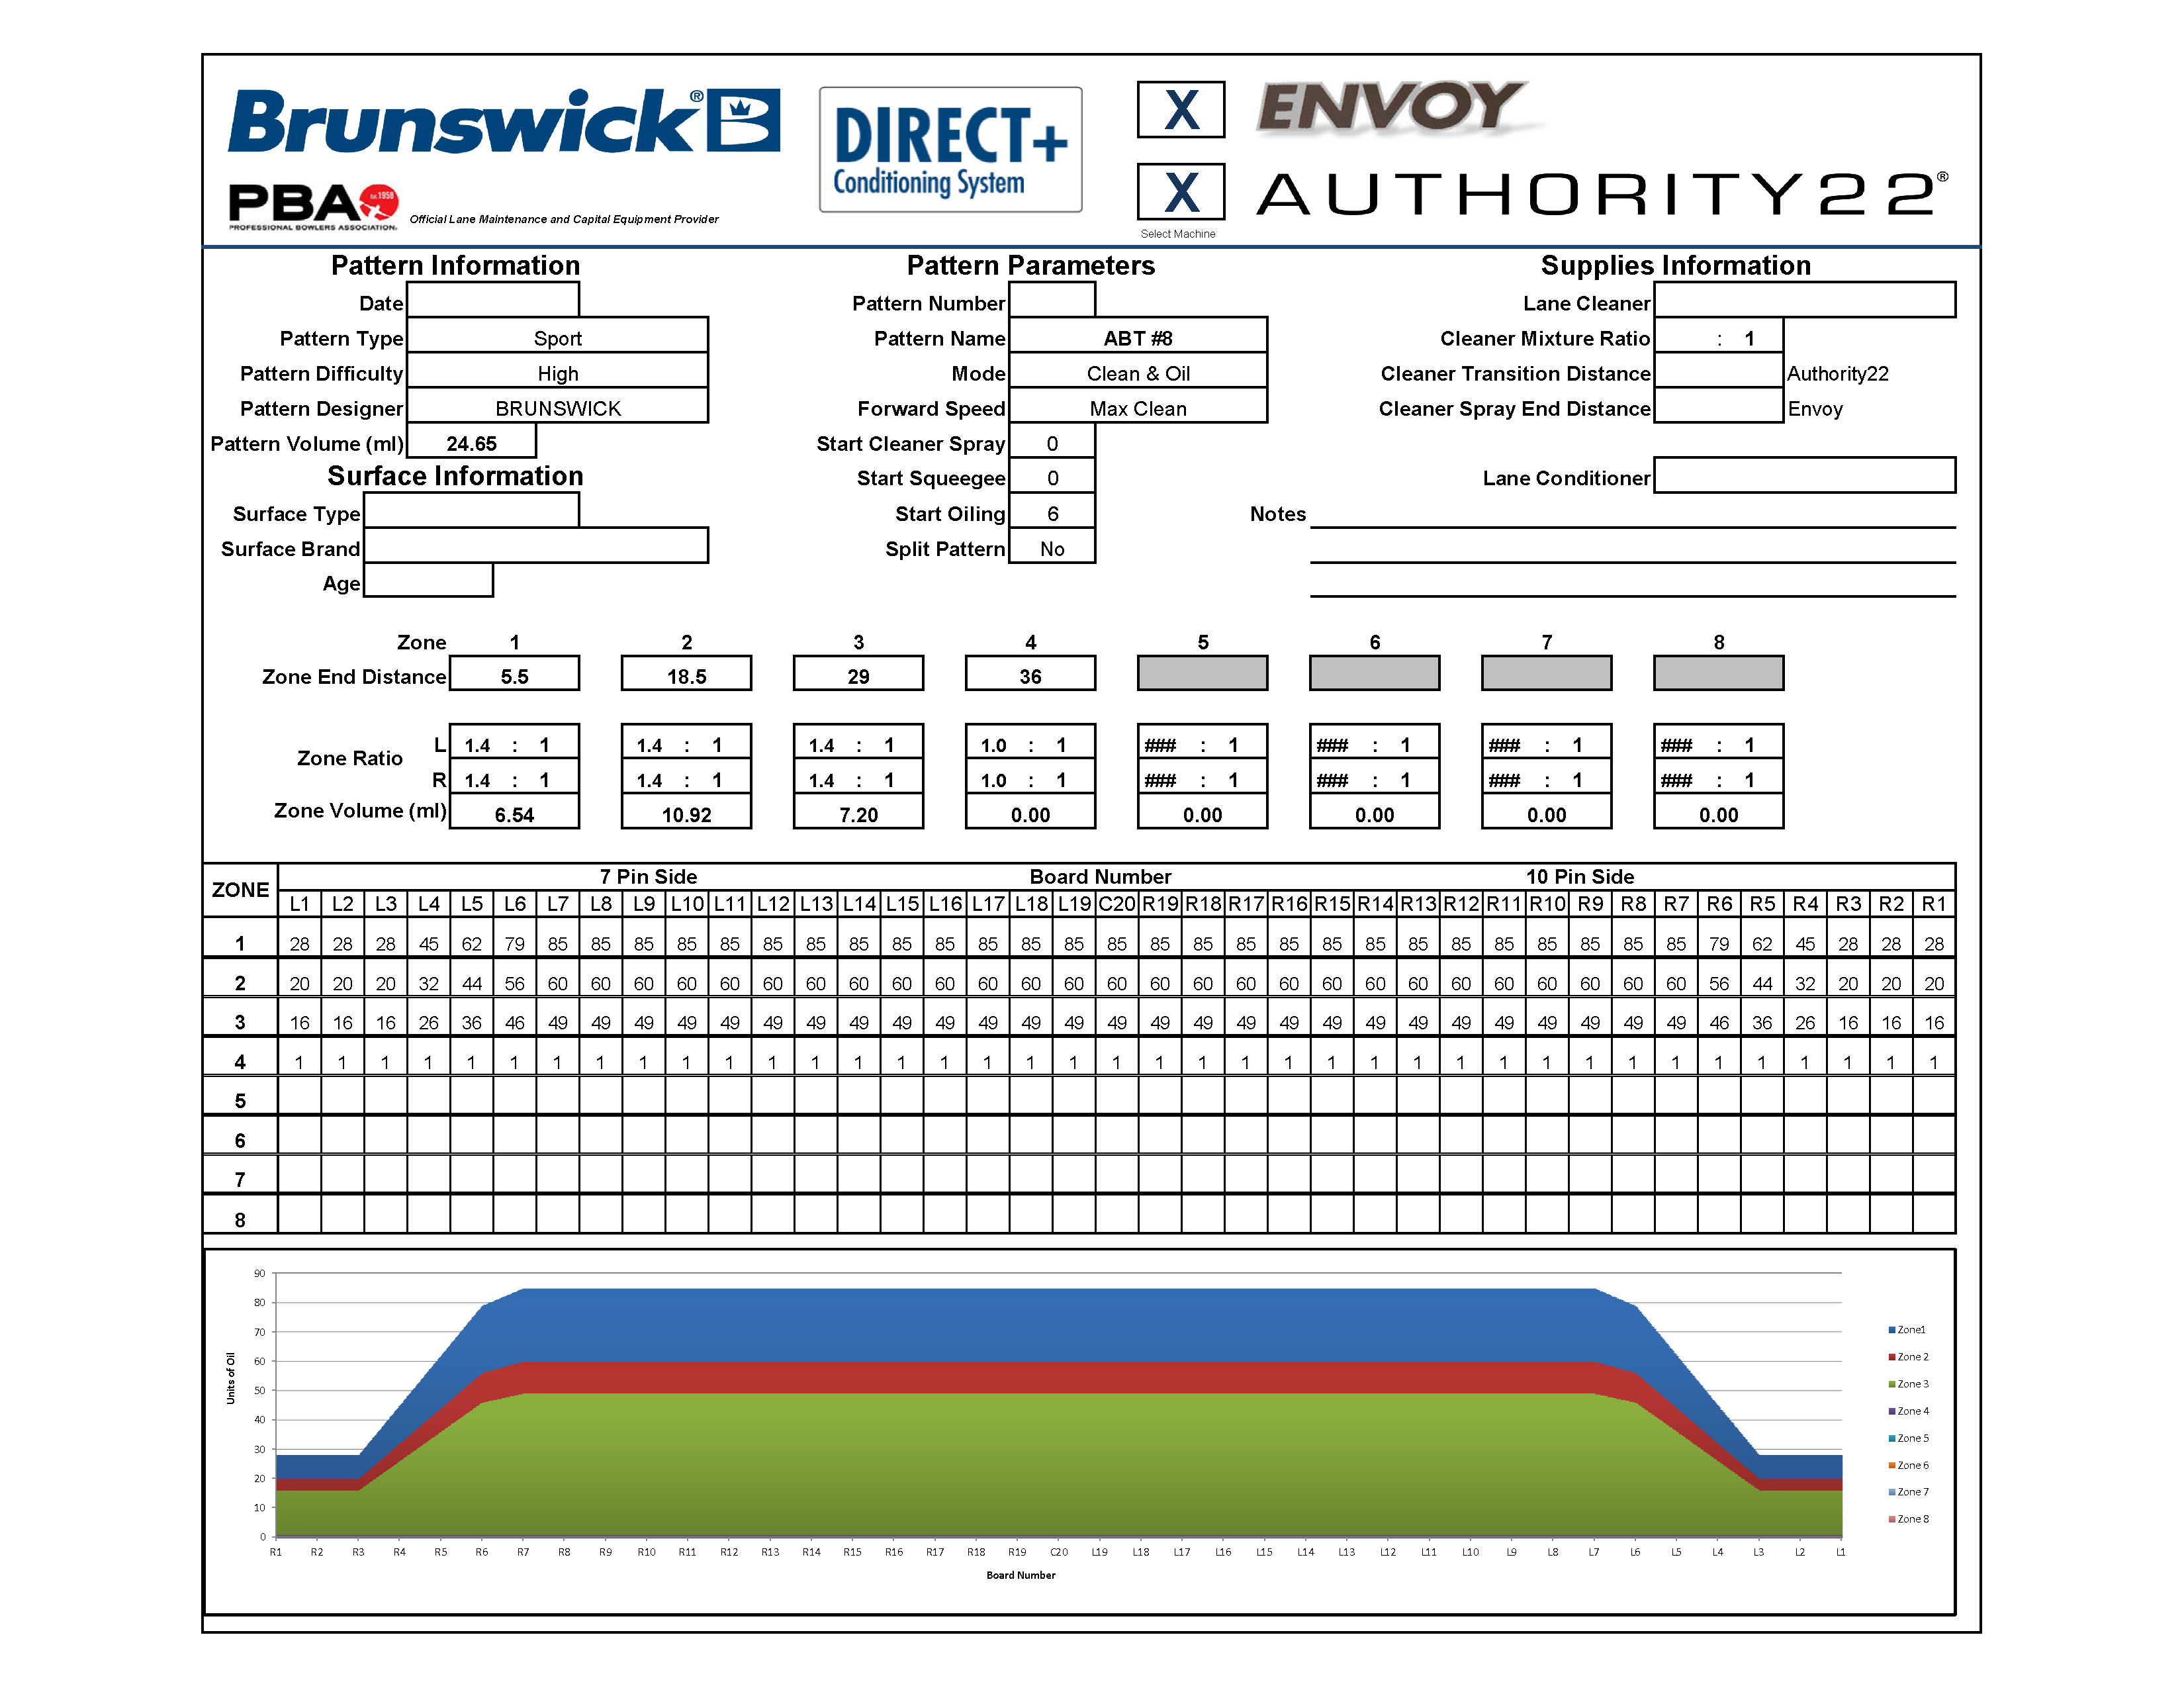 Brunswick® B
DIRECT+
Conditioning System
X ENVOY
X AUTHORITY22®
Select Machine
PBA est. 1958
PROFESSIONAL BOWLERS ASSOCIATION.
Official Lane Maintenance and Capital Equipment Provider
Pattern Information
Date
Pattern Type Sport
Pattern Difficulty High
Pattern Designer BRUNSWICK
Pattern Volume (ml) 24.65
Surface Information
Surface Type
Surface Brand
Age
Pattern Parameters
Pattern Number
Pattern Name ABT #8
Mode Clean & Oil
Forward Speed Max Clean
Start Cleaner Spray 0
Start Squeegee 0
Start Oiling 6
Split Pattern No
Supplies Information
Lane Cleaner
Cleaner Mixture Ratio : 1
Cleaner Transition Distance Authority22
Cleaner Spray End Distance Envoy
Lane Conditioner
Notes
Zone 1 2 3 4 5 6 7 8
Zone End Distance 5.5 18.5 29 36
Zone Ratio
L 1.4 : 1 1.4 : 1 1.4 : 1 1.0 : 1 ### : 1 ### : 1 ### : 1 ### : 1
R 1.4 : 1 1.4 : 1 1.4 : 1 1.0 : 1 ### : 1 ### : 1 ### : 1 ### : 1
Zone Volume (ml) 6.54 10.92 7.20 0.00 0.00 0.00 0.00 0.00
ZONE 7 Pin Side Board Number 10 Pin Side
L1 L2 L3 L4 L5 L6 L7 L8 L9 L10 L11 L12 L13 L14 L15 L16 L17 L18 L19 C20 R19 R18 R17 R16 R15 R14 R13 R12 R11 R10 R9 R8 R7 R6 R5 R4 R3 R2 R1
1 28 28 28 45 62 79 85 85 85 85 85 85 85 85 85 85 85 85 85 85 85 85 85 85 85 85 85 85 85 85 85 85 85 79 62 45 28 28 28
2 20 20 20 32 44 56 60 60 60 60 60 60 60 60 60 60 60 60 60 60 60 60 60 60 60 60 60 60 60 60 60 60 60 56 44 32 20 20 20
3 16 16 16 26 36 46 49 49 49 49 49 49 49 49 49 49 49 49 49 49 49 49 49 49 49 49 49 49 49 49 49 49 49 46 36 26 16 16 16
4 1 1 1 1 1 1 1 1 1 1 1 1 1 1 1 1 1 1 1 1 1 1 1 1 1 1 1 1 1 1 1 1 1 1 1 1 1 1 1
5
6
7
8
Units of Oil
90
80
70
60
50
40
30
20
10
0
R1 R2 R3 R4 R5 R6 R7 R8 R9 R10 R11 R12 R13 R14 R15 R16 R17 R18 R19 C20 L19 L18 L17 L16 L15 L14 L13 L12 L11 L10 L9 L8 L7 L6 L5 L4 L3 L2 L1
Board Number
Zone1
Zone 2
Zone 3
Zone 4
Zone 5
Zone 6
Zone 7
Zone 8